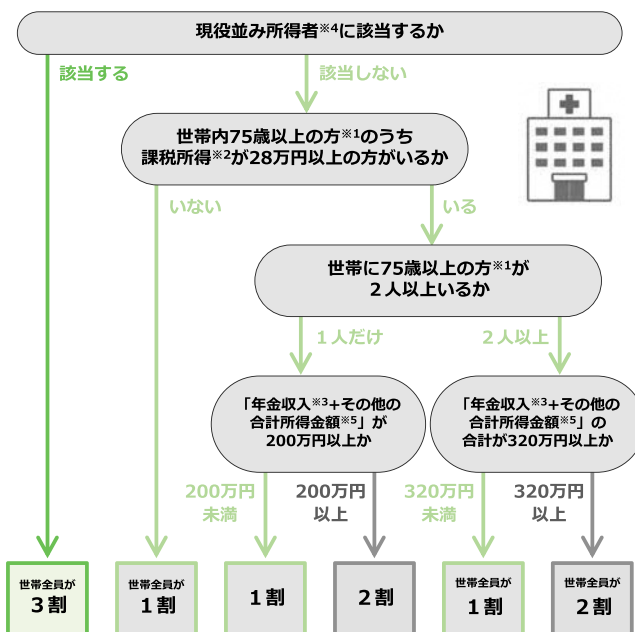 現役並み所得者※4に該当するか
該当する
該当しない
世帯内75歳以上の方※1のうち
課税所得※2が28万円以上の方がいるか
いない
いる
世帯に75歳以上の方※1が
２人以上いるか
１人だけ
２人以上
「年金収入※3+その他の
合計所得金額※5」が
200万円以上か
「年金収入※3+その他の
合計所得金額※5」の
合計が320万円以上か
200万円
未満
200万円
以上
320万円
未満
320万円
以上
世帯全員が
３割
世帯全員が
１割
１割
２割
世帯全員が
１割
世帯全員が
２割